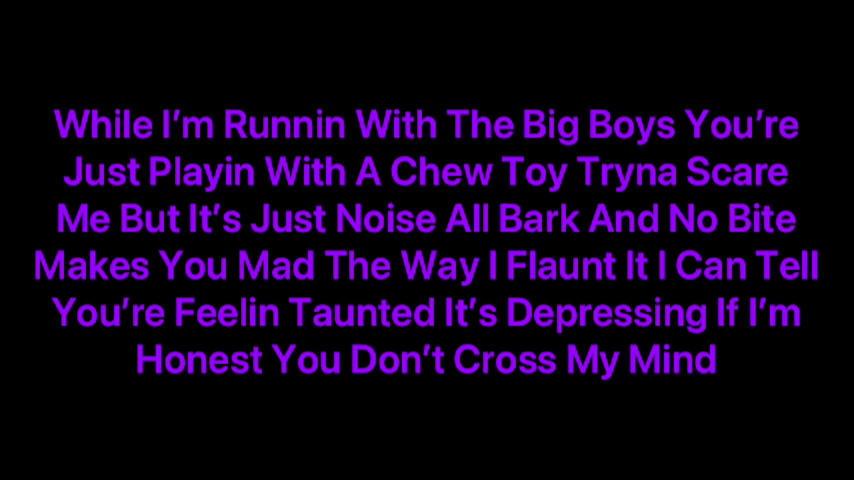 While I’m Runnin With The Big Boys You’re
Just Playin With A Chew Toy Tryna Scare
Me But It’s Just Noise All Bark And No Bite
Makes You Mad The Way I Flaunt It I Can Tell
You’re Feelin Taunted It’s Depressing If I’m
Honest You Don’t Cross My Mind